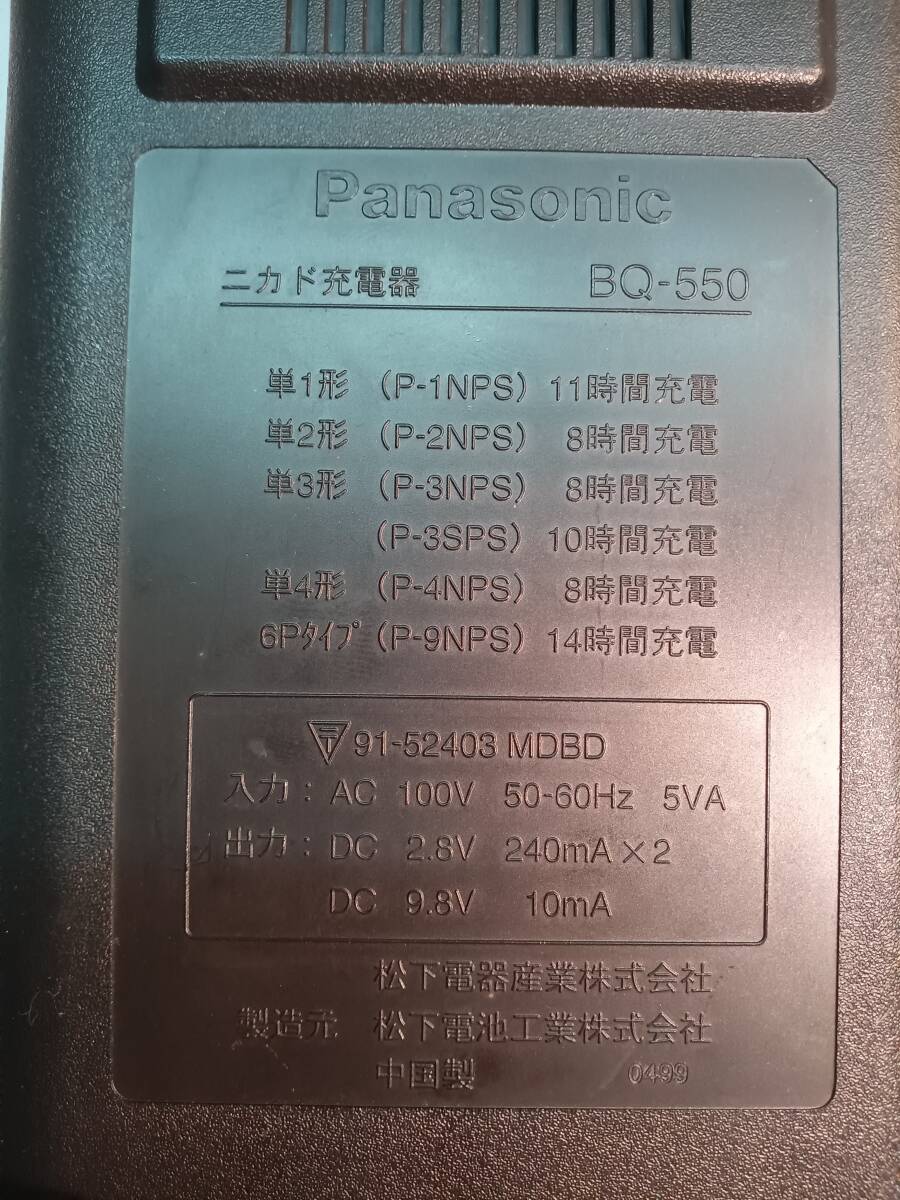 Panasonic
ニカド充電器 BQ-550
単1形 (P-1NPS) 11時間充電
単2形 (P-2NPS) 8時間充電
単3形 (P-3NPS) 8時間充電
(P-3SPS) 10時間充電
単4形 (P-4NPS) 8時間充電
6Pタイプ (P-9NPS) 14時間充電
91-52403 MDBD
入力: AC 100V 50-60Hz 5VA
出力: DC 2.8V 240mA×2
DC 9.8V 10mA
松下電器産業株式会社
製造元 松下電池工業株式会社
中国製 0499